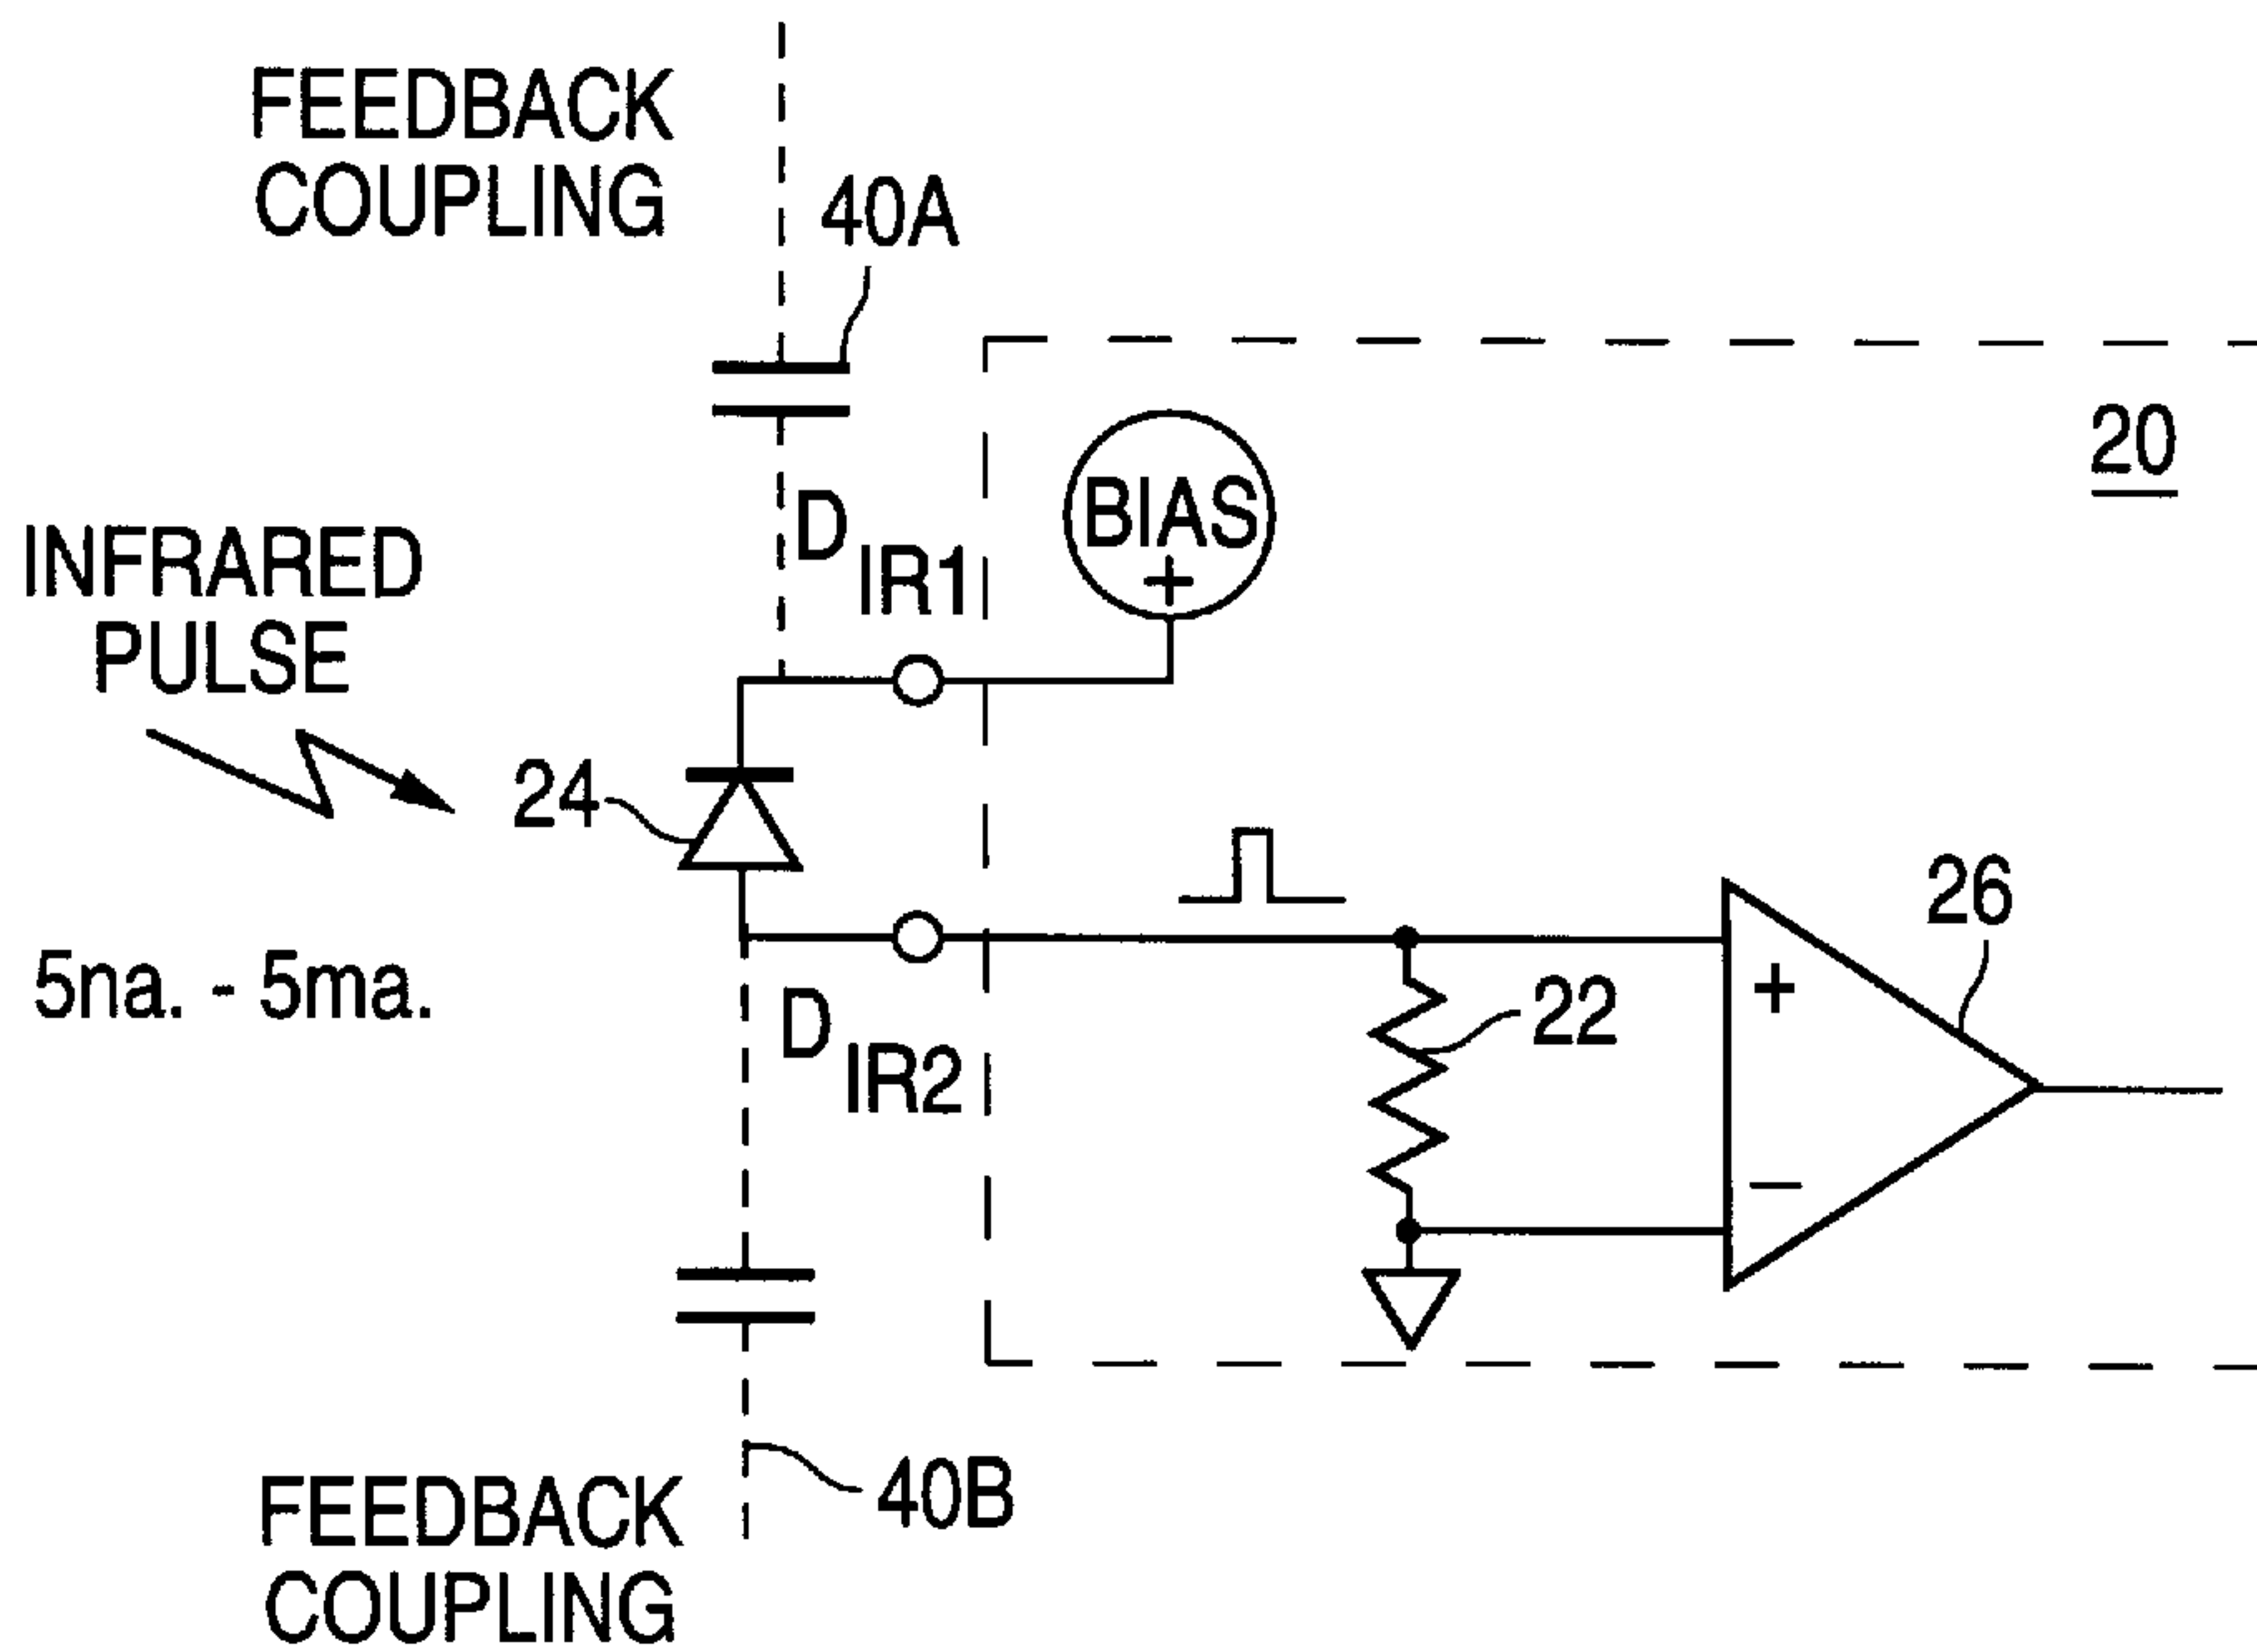 FEEDBACK
COUPLING
40A
20
BIAS
+
D IR1
INFRARED
PULSE
24
26
5na. - 5ma.
+
22
D IR2
−
40B
FEEDBACK
COUPLING